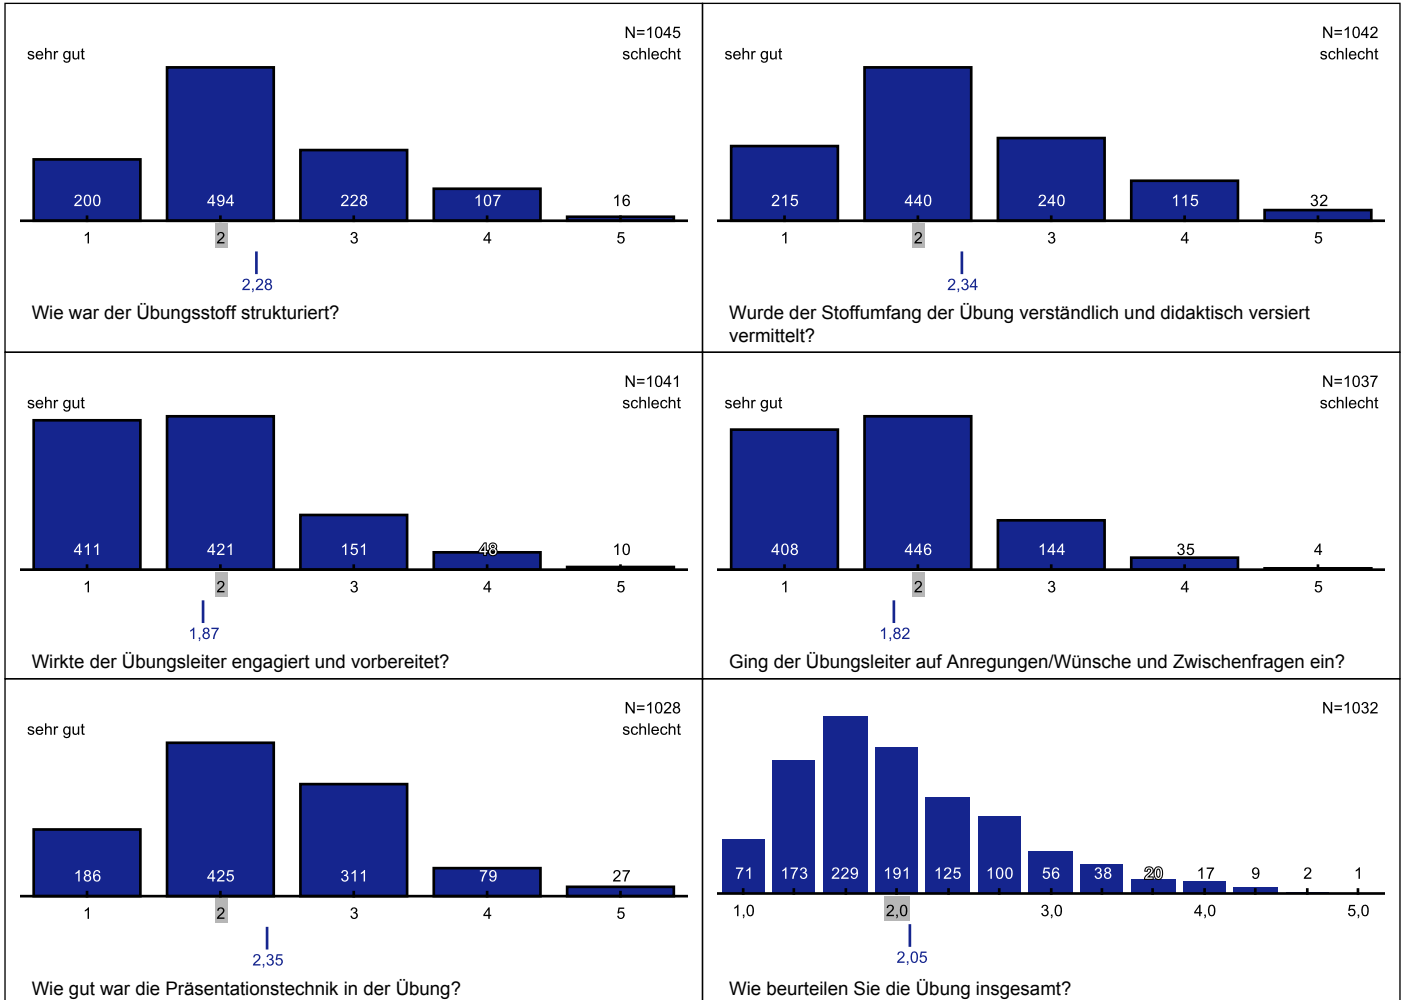 N=1045
sehr gut schlecht
200 494 228 107 16
1 2 3 4 5
2,28
Wie war der Übungsstoff strukturiert?
N=1042
sehr gut schlecht
215 440 240 115 32
1 2 3 4 5
2,34
Wurde der Stoffumfang der Übung verständlich und didaktisch versiert
vermittelt?
N=1041
sehr gut schlecht
411 421 151 48 10
1 2 3 4 5
1,87
Wirkte der Übungsleiter engagiert und vorbereitet?
N=1037
sehr gut schlecht
408 446 144 35 4
1 2 3 4 5
1,82
Ging der Übungsleiter auf Anregungen/Wünsche und Zwischenfragen ein?
N=1028
sehr gut schlecht
186 425 311 79 27
1 2 3 4 5
2,35
Wie gut war die Präsentationstechnik in der Übung?
N=1032
71 173 229 191 125 100 56 38 20 17 9 2 1
1,0 2,0 3,0 4,0 5,0
2,05
Wie beurteilen Sie die Übung insgesamt?